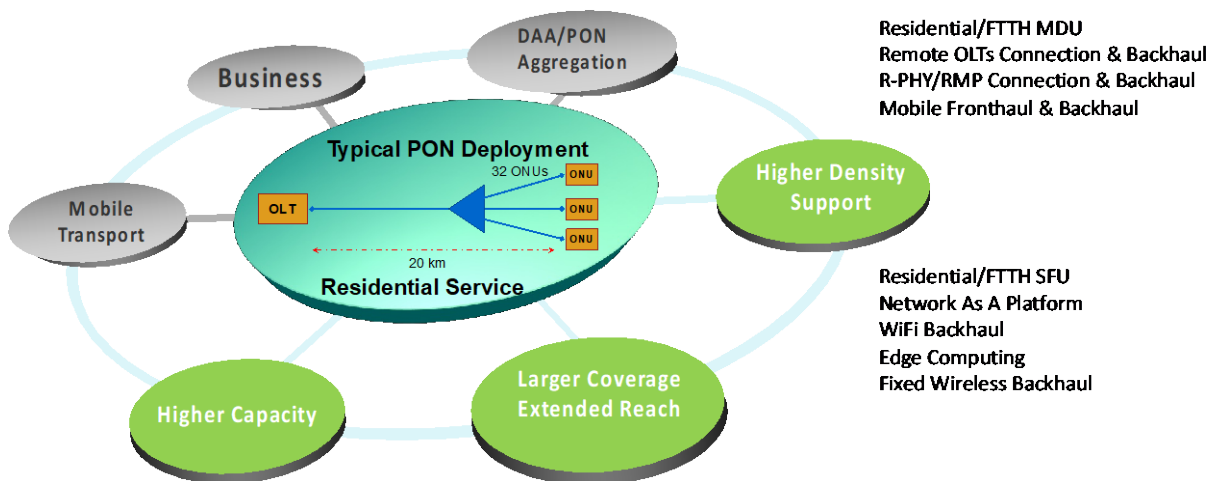 DAA/PON
Aggregation
Business
Mobile
Transport
Typical PON Deployment
32 ONUs
OLT
ONU
ONU
ONU
20 km
Residential Service
Higher Density
Support
Higher Capacity
Larger Coverage
Extended Reach
Residential/FTTH MDU
Remote OLTs Connection & Backhaul
R-PHY/RMP Connection & Backhaul
Mobile Fronthaul & Backhaul
Residential/FTTH SFU
Network As A Platform
WiFi Backhaul
Edge Computing
Fixed Wireless Backhaul